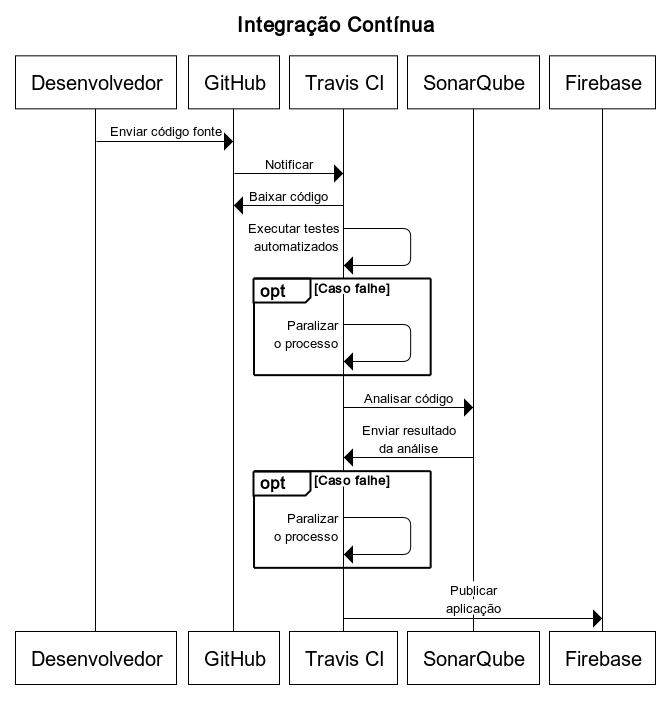 Integração Contínua
Desenvolvedor
GitHub
Travis CI
SonarQube
Firebase
Enviar código fonte
Notificar
Baixar código
Executar testes
automatizados
opt
[Caso falhe]
Paralizar
o processo
Analisar código
Enviar resultado
da análise
opt
[Caso falhe]
Paralizar
o processo
Publicar
aplicação
Desenvolvedor
GitHub
Travis CI
SonarQube
Firebase